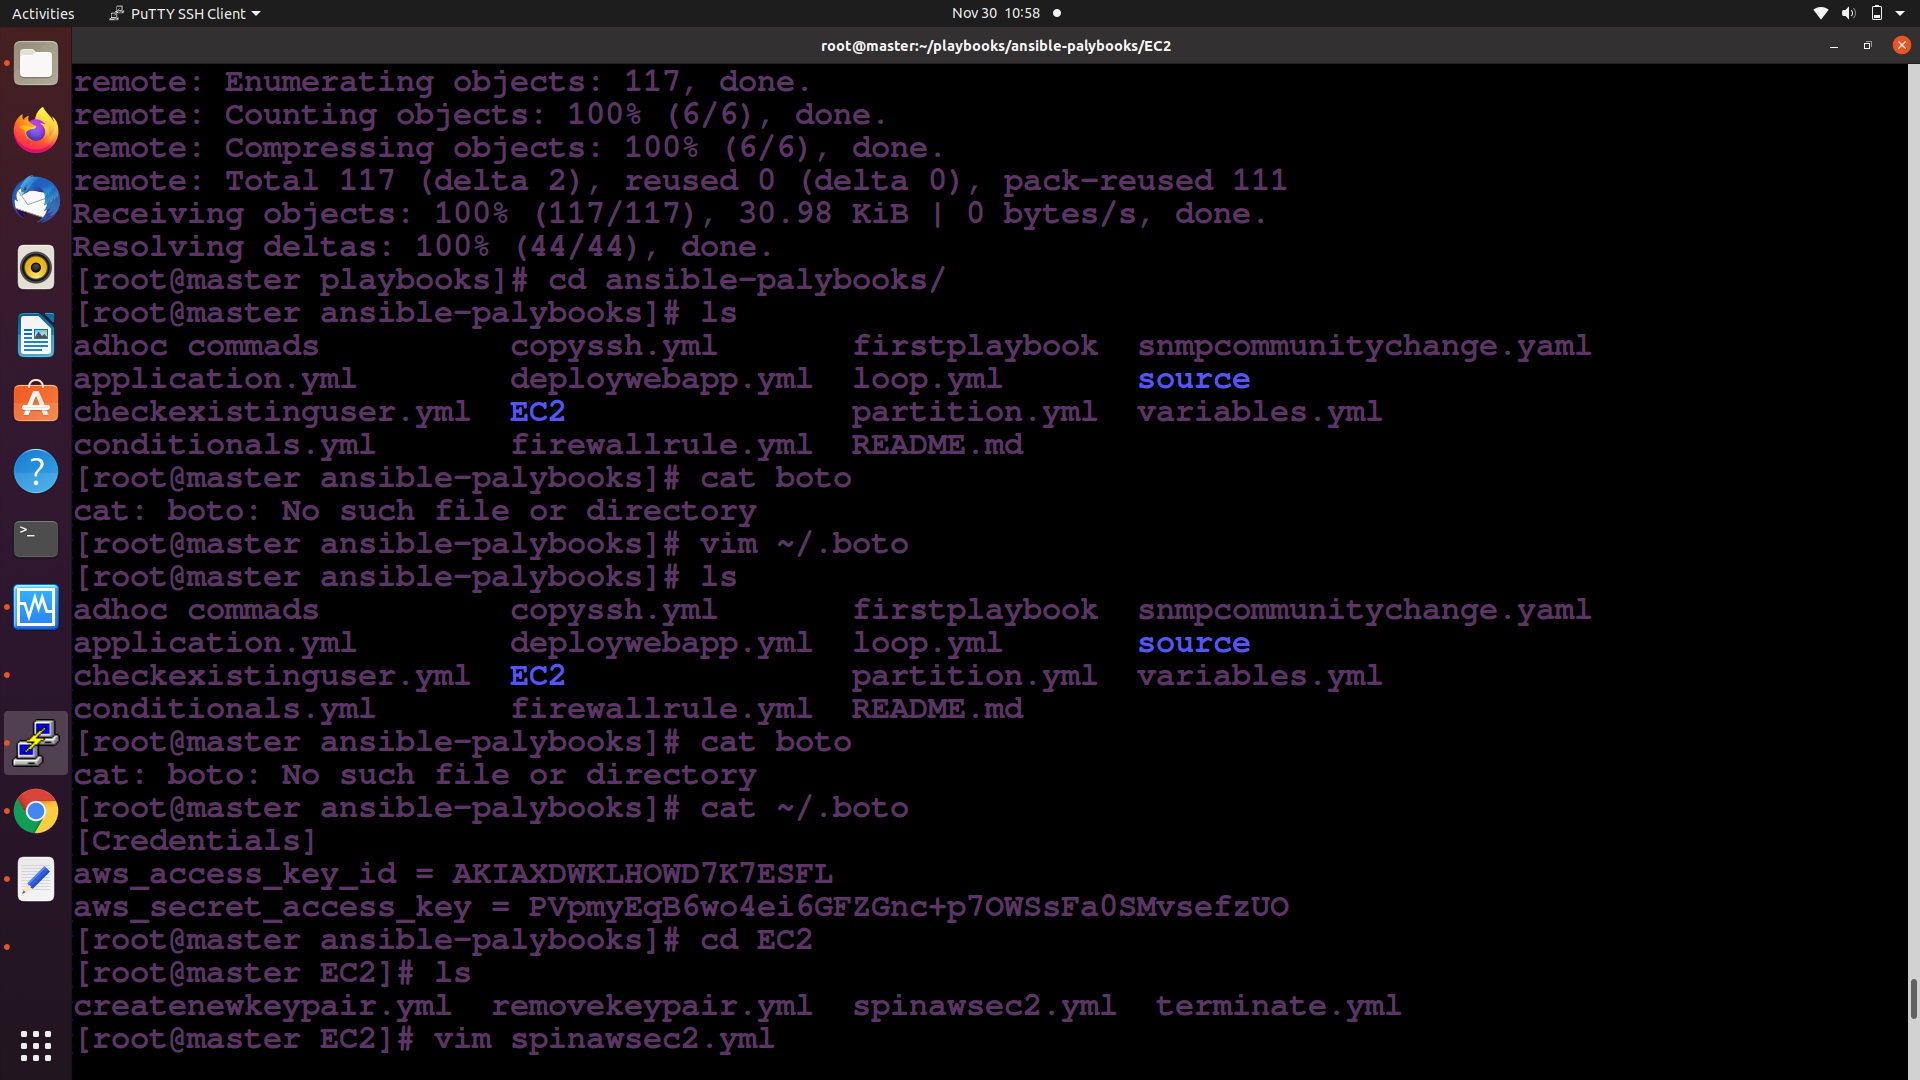 Activities PuTTY SSH Client Nov 30 10:58
root@master:~/playbooks/ansible-palybooks/EC2
remote: Enumerating objects: 117, done.
remote: Counting objects: 100% (6/6), done.
remote: Compressing objects: 100% (6/6), done.
remote: Total 117 (delta 2), reused 0 (delta 0), pack-reused 111
Receiving objects: 100% (117/117), 30.98 KiB | 0 bytes/s, done.
Resolving deltas: 100% (44/44), done.
[root@master playbooks]# cd ansible-palybooks/
[root@master ansible-palybooks]# ls
adhoc commads copyssh.yml firstplaybook snmpcommunitychange.yaml
application.yml deploywebapp.yml loop.yml source
checkexistinguser.yml EC2 partition.yml variables.yml
conditionals.yml firewallrule.yml README.md
[root@master ansible-palybooks]# cat boto
cat: boto: No such file or directory
[root@master ansible-palybooks]# vim ~/.boto
[root@master ansible-palybooks]# ls
adhoc commads copyssh.yml firstplaybook snmpcommunitychange.yaml
application.yml deploywebapp.yml loop.yml source
checkexistinguser.yml EC2 partition.yml variables.yml
conditionals.yml firewallrule.yml README.md
[root@master ansible-palybooks]# cat boto
cat: boto: No such file or directory
[root@master ansible-palybooks]# cat ~/.boto
[Credentials]
aws_access_key_id = AKIAXDWKLHOWD7K7ESFL
aws_secret_access_key = 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
[root@master ansible-palybooks]# cd EC2
[root@master EC2]# ls
createnewkeypair.yml removekeypair.yml spinawsec2.yml terminate.yml
[root@master EC2]# vim spinawsec2.yml